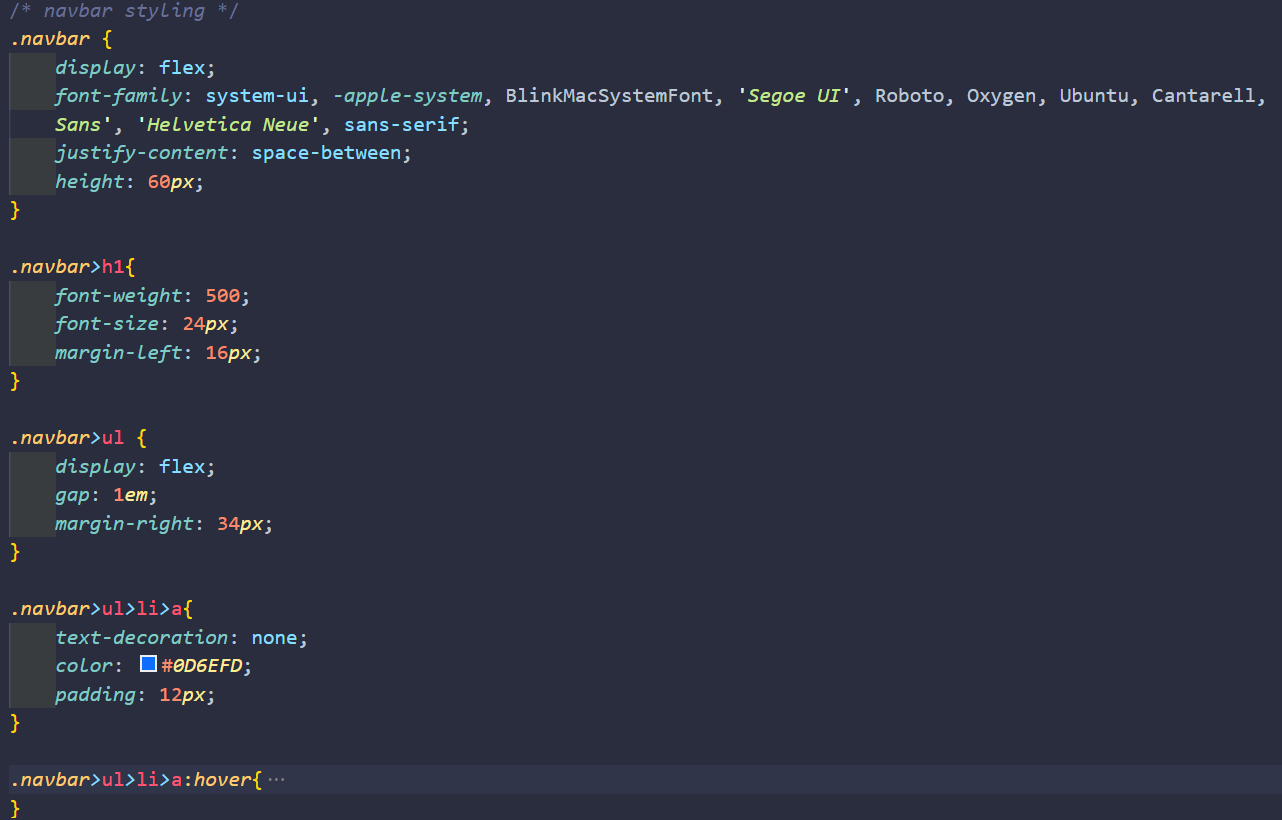 /* navbar styling */
.navbar {
    display: flex;
    font-family: system-ui, -apple-system, BlinkMacSystemFont, 'Segoe UI', Roboto, Oxygen, Ubuntu, Cantarell,
    Sans', 'Helvetica Neue', sans-serif;
    justify-content: space-between;
    height: 60px;
}

.navbar>h1{
    font-weight: 500;
    font-size: 24px;
    margin-left: 16px;
}

.navbar>ul {
    display: flex;
    gap: 1em;
    margin-right: 34px;
}

.navbar>ul>li>a{
    text-decoration: none;
    color: #0D6EFD;
    padding: 12px;
}

.navbar>ul>li>a:hover{ ⋯
}